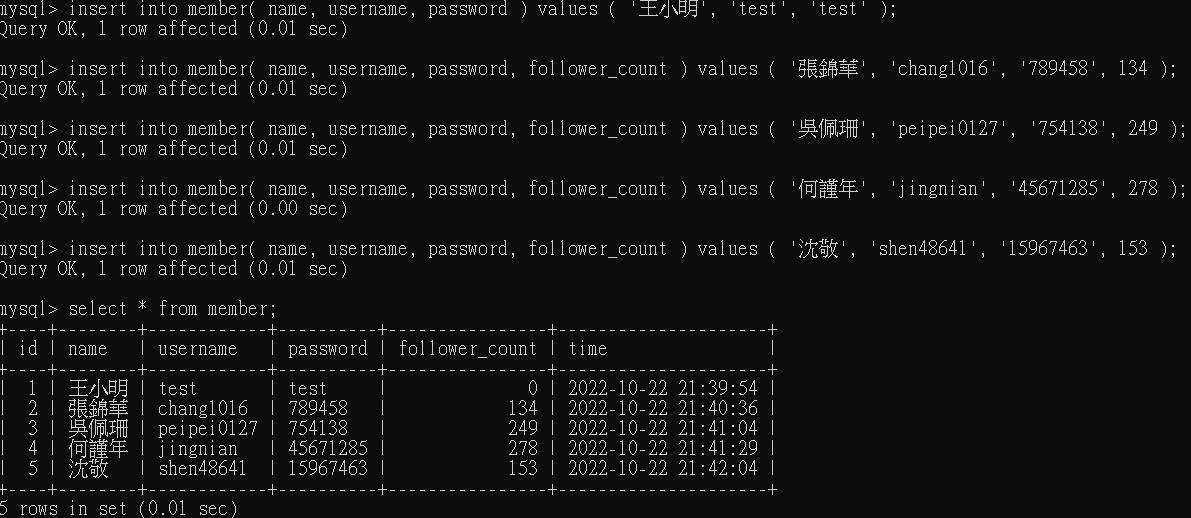 mysql> insert into member( name, username, password ) values ( '王小明', 'test', 'test' );
Query OK, 1 row affected (0.01 sec)
mysql> insert into member( name, username, password, follower_count ) values ( '張錦華', 'chang1016', '789458', 134 );
Query OK, 1 row affected (0.01 sec)
mysql> insert into member( name, username, password, follower_count ) values ( '吳佩珊', 'peipei0127', '754138', 249 );
Query OK, 1 row affected (0.01 sec)
mysql> insert into member( name, username, password, follower_count ) values ( '何謹年', 'jingnian', '45671285', 278 );
Query OK, 1 row affected (0.00 sec)
mysql> insert into member( name, username, password, follower_count ) values ( '沈敬', 'shen48641', '15967463', 153 );
Query OK, 1 row affected (0.01 sec)
mysql> select * from member;
+----+--------+------------+----------+----------------+---------------------+
| id | name   | username   | password | follower_count | time                |
+----+--------+------------+----------+----------------+---------------------+
|  1 | 王小明 | test       | test     |              0 | 2022-10-22 21:39:54 |
|  2 | 張錦華 | chang1016  | 789458   |            134 | 2022-10-22 21:40:36 |
|  3 | 吳佩珊 | peipei0127 | 754138   |            249 | 2022-10-22 21:41:04 |
|  4 | 何謹年 | jingnian   | 45671285 |            278 | 2022-10-22 21:41:29 |
|  5 | 沈敬   | shen48641  | 15967463 |            153 | 2022-10-22 21:42:04 |
+----+--------+------------+----------+----------------+---------------------+
5 rows in set (0.01 sec)